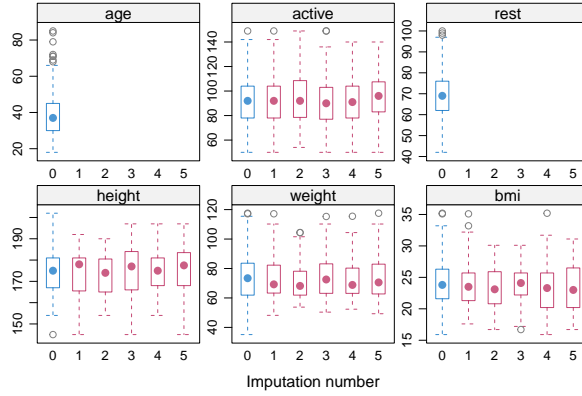 age active rest
20 40 60 80
60 80 100 140
40 50 60 70 80 90 100
0 1 2 3 4 5 0 1 2 3 4 5 0 1 2 3 4 5
height weight bmi
150 170 190
40 60 80 100 120
15 20 25 30 35
0 1 2 3 4 5 0 1 2 3 4 5 0 1 2 3 4 5
Imputation number